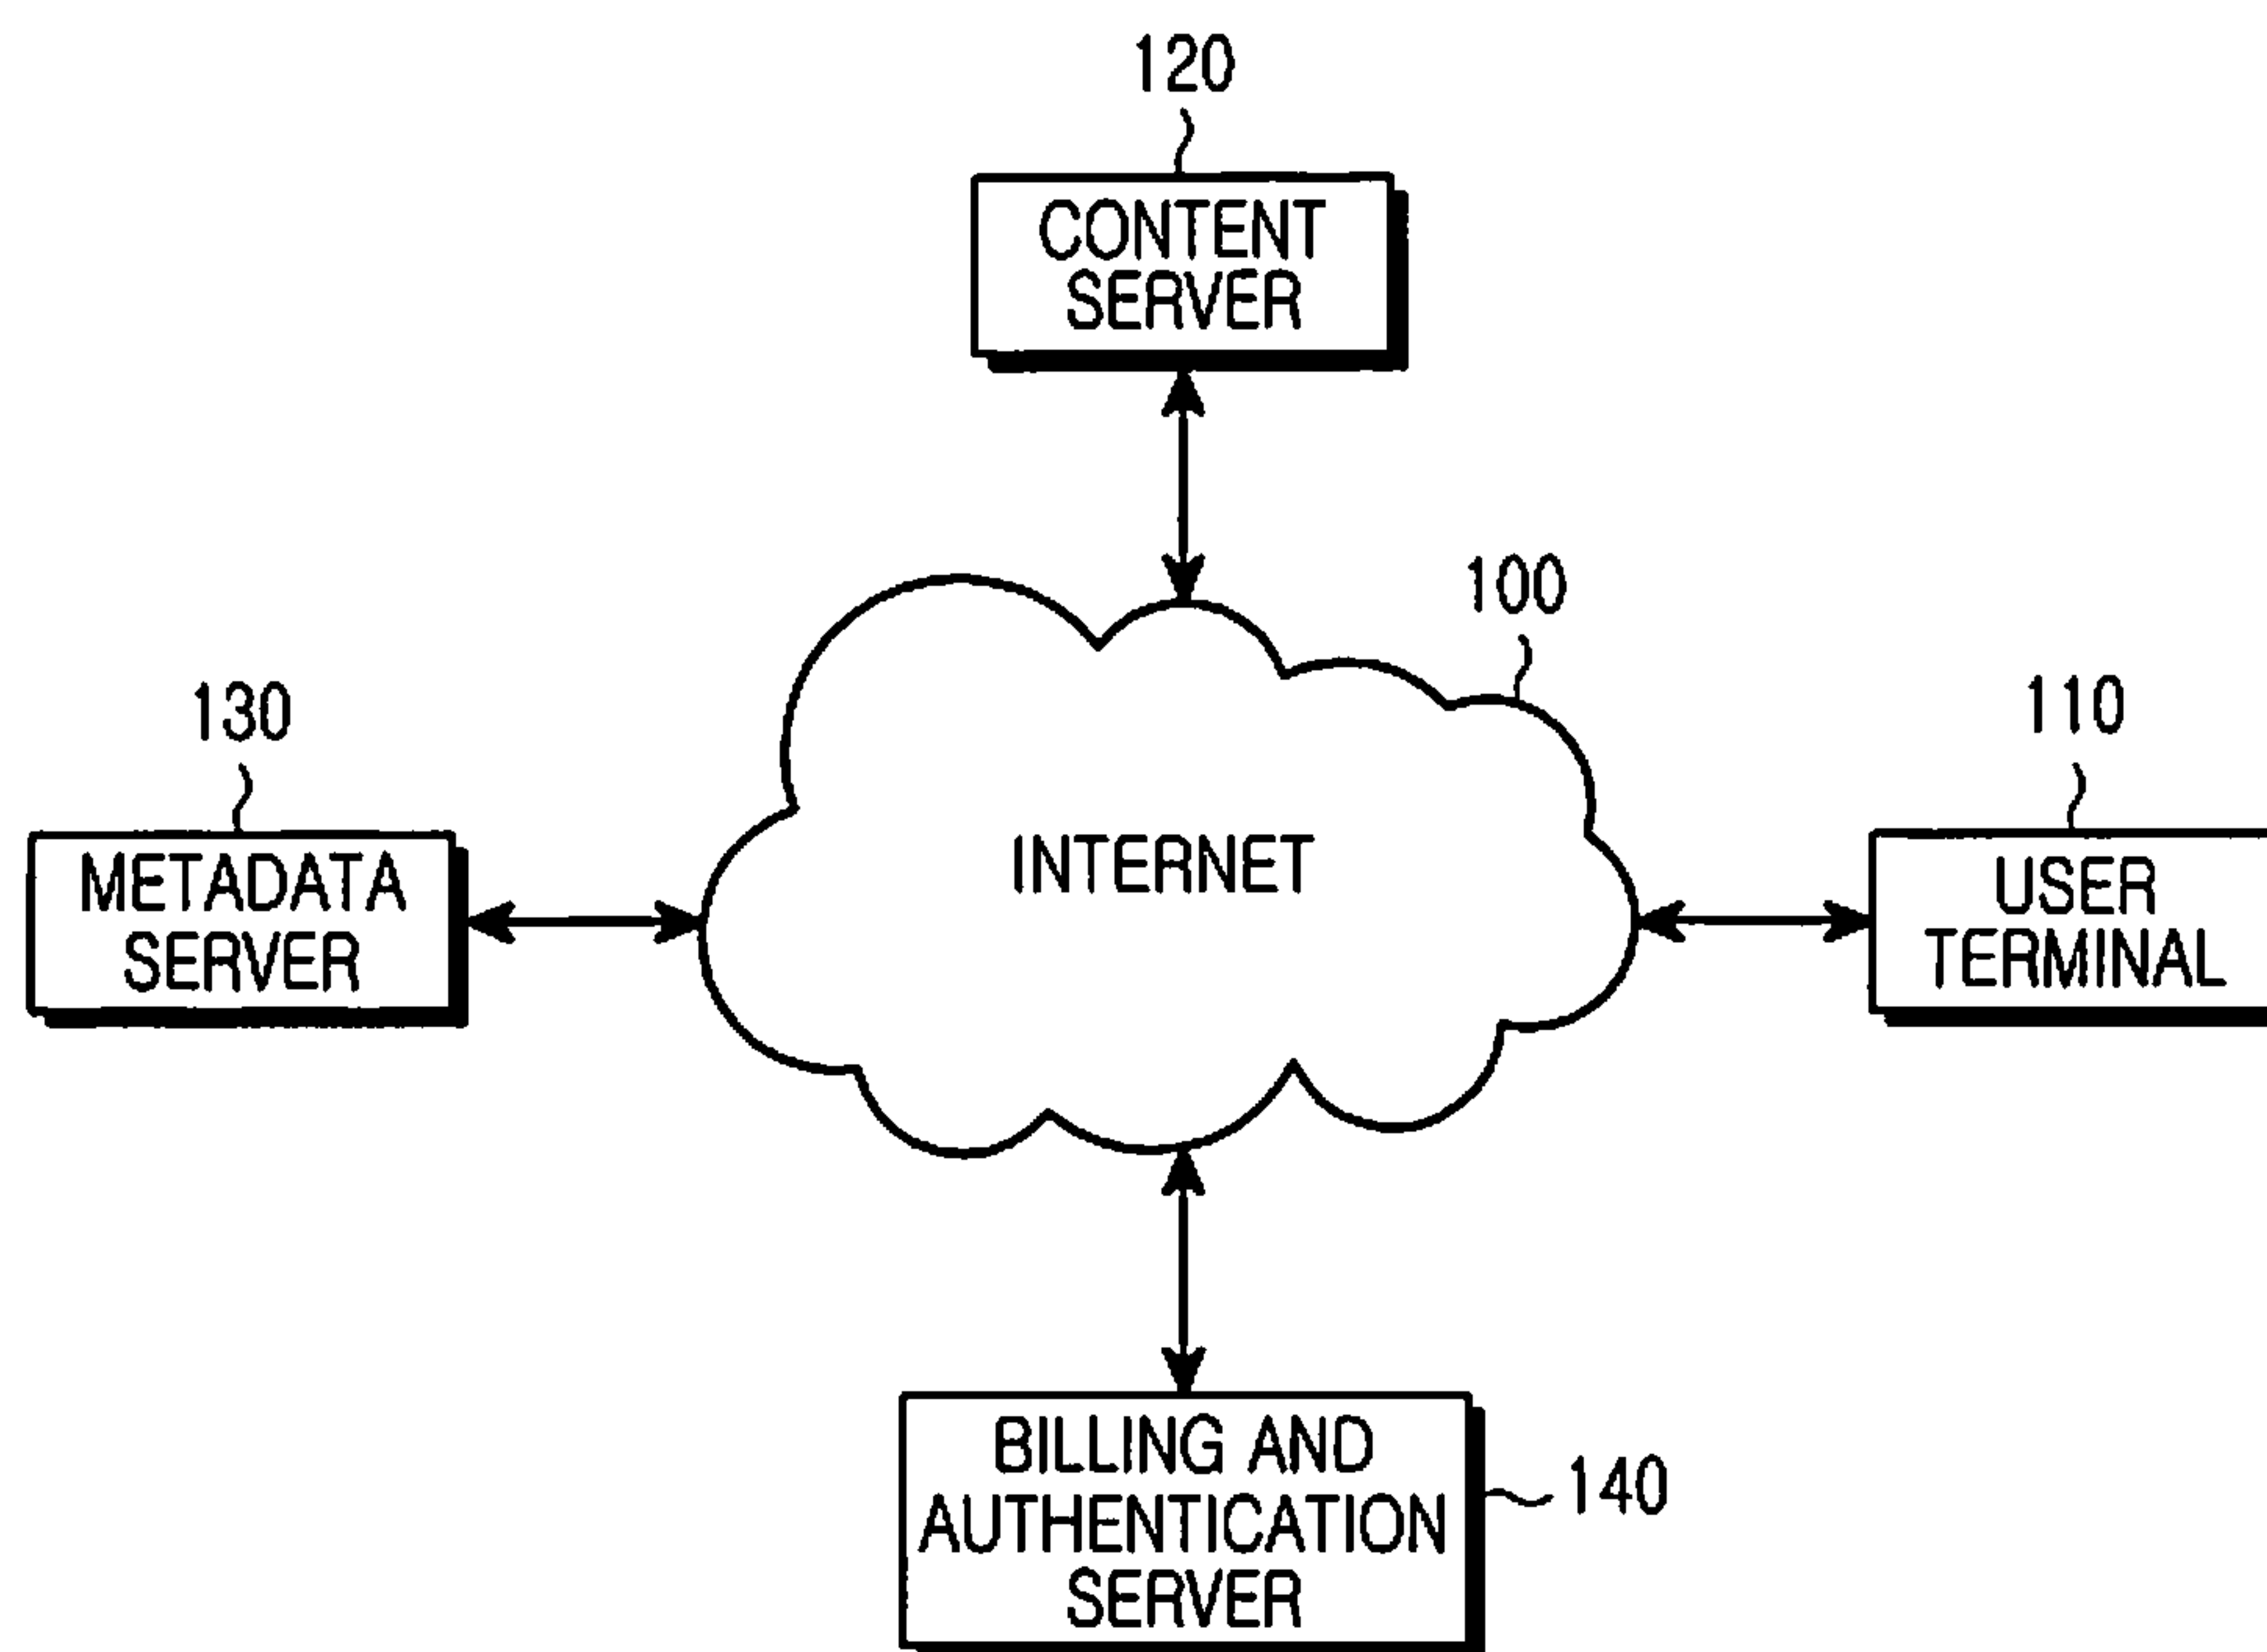 120
CONTENT
SERVER
100
130
110
INTERNET
METADATA
SERVER
USER
TERMINAL
BILLING AND
AUTHENTICATION
SERVER
140